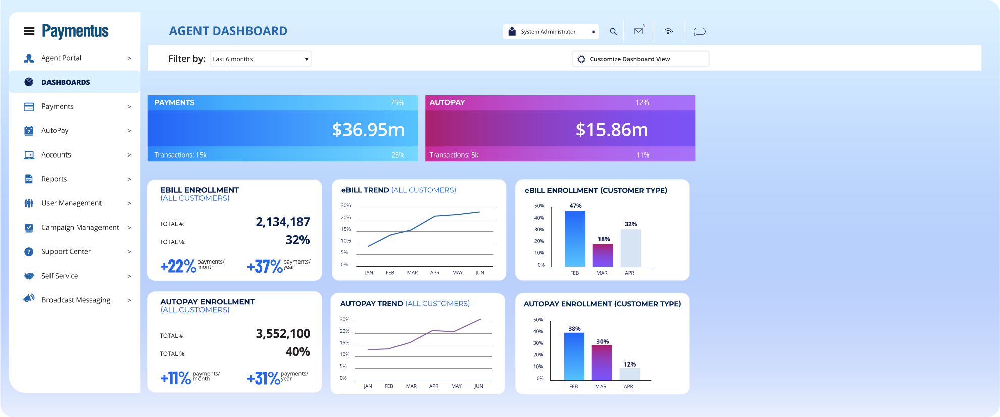 Paymentus
Agent Portal >
DASHBOARDS
Payments >
7 AutoPay >
Accounts >
PDF Reports >
User Management >
Campaign Management >
? Support Center >
Self Service >
Broadcast Messaging >
AGENT DASHBOARD
System Administrator
3
Filter by: Last 6 months
Customize Dashboard View
PAYMENTS 75%
$36.95m
Transactions: 15k 25%
AUTOPAY 12%
$15.86m
Transactions: 5k 11%
EBILL ENROLLMENT
(ALL CUSTOMERS)
TOTAL #: 2,134,187
TOTAL %: 32%
+22% payments/
month
+37% payments/
year
eBILL TREND (ALL CUSTOMERS)
30%
20%
15%
10%
5%
0%
JAN FEB MAR APR MAY JUN
eBILL ENROLLMENT (CUSTOMER TYPE)
50%
40%
30%
20%
10%
0%
47%
18%
32%
FEB MAR APR
AUTOPAY ENROLLMENT
(ALL CUSTOMERS)
TOTAL #: 3,552,100
TOTAL %: 40%
+11% payments/
month
+31% payments/
year
AUTOPAY TREND (ALL CUSTOMERS)
30%
20%
15%
10%
5%
0%
JAN FEB MAR APR MAY JUN
AUTOPAY ENROLLMENT (CUSTOMER TYPE)
50%
40%
30%
20%
10%
0%
38%
30%
12%
FEB MAR APR